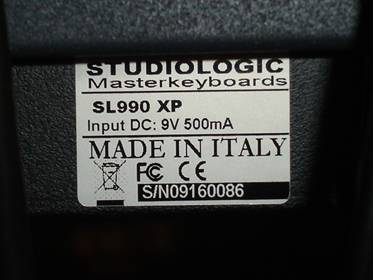 STUDIOLOGIC
Masterkeyboards
SL990 XP
Input DC: 9V 500mA
MADE IN ITALY
FC CE
S/N09160086